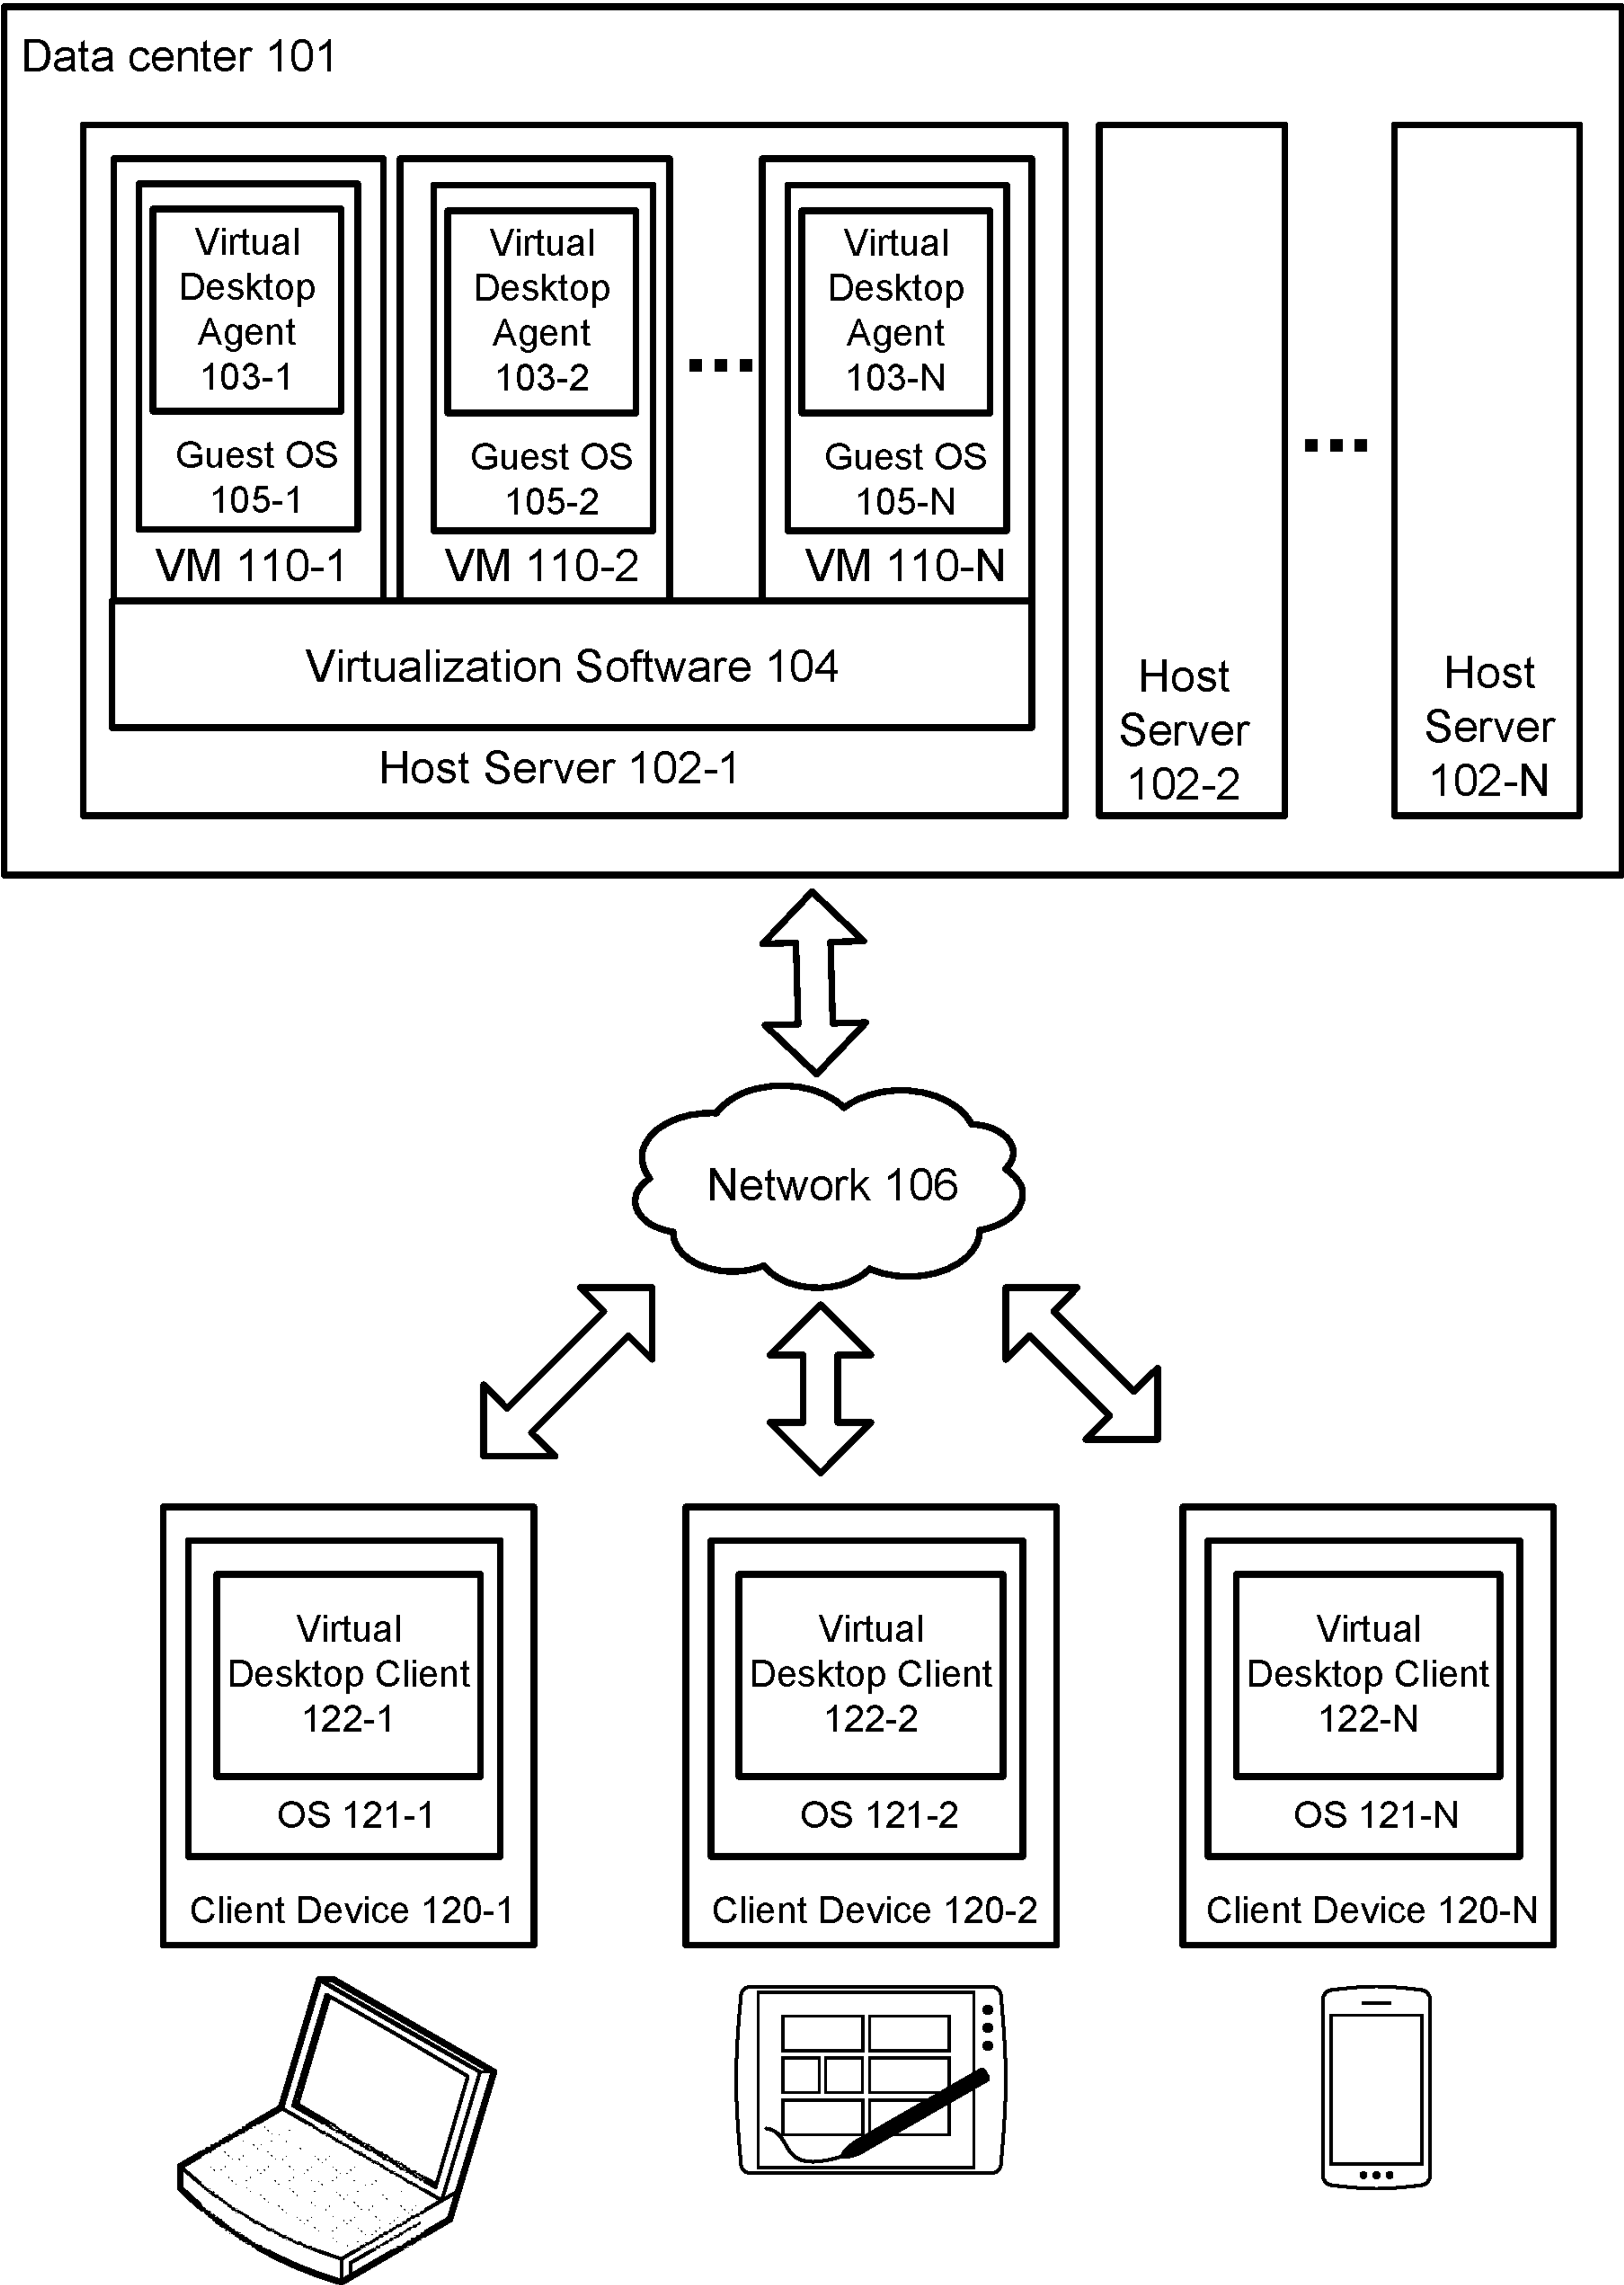 Data center 101
Virtual
Desktop
Agent
103-1
Guest OS
105-1
VM 110-1
Virtual
Desktop
Agent
103-2
Guest OS
105-2
VM 110-2
Virtual
Desktop
Agent
103-N
Guest OS
105-N
VM 110-N
Virtualization Software 104
Host Server 102-1
Host
Server
102-2
Host
Server
102-N
Network 106
Virtual
Desktop Client
122-1
OS 121-1
Client Device 120-1
Virtual
Desktop Client
122-2
OS 121-2
Client Device 120-2
Virtual
Desktop Client
122-N
OS 121-N
Client Device 120-N